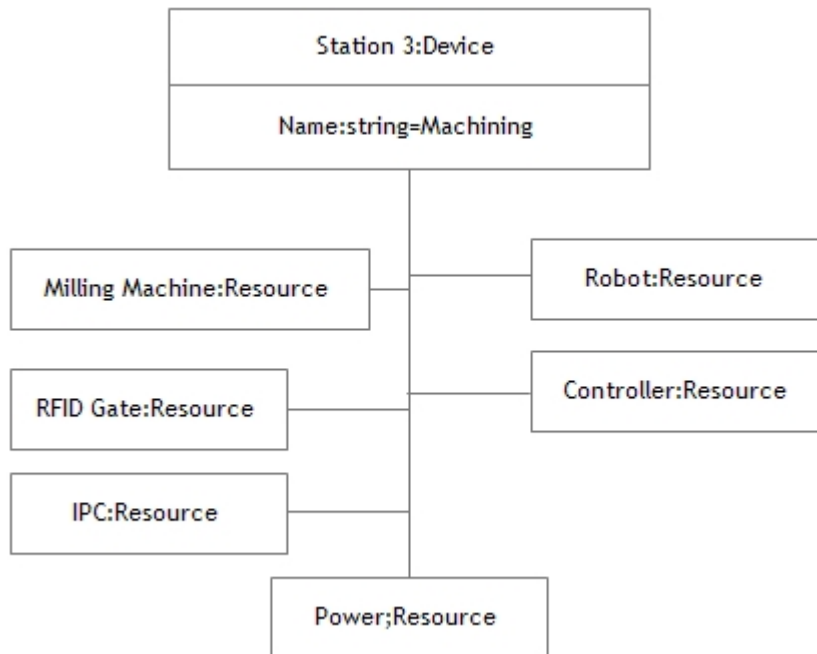 Station 3:Device
Name:string=Machining
Milling Machine:Resource
Robot:Resource
RFID Gate:Resource
Controller:Resource
IPC:Resource
Power;Resource